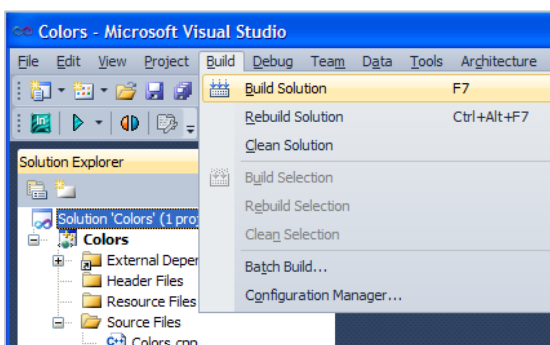 Colors - Microsoft Visual Studio
File Edit View Project Build Debug Team Data Tools Architecture
Build Solution F7
Rebuild Solution Ctrl+Alt+F7
Clean Solution
Build Selection
Rebuild Selection
Clean Selection
Batch Build...
Configuration Manager...
Solution Explorer
Solution 'Colors' (1
Colors
External
Header Files
Resource Files
Source Files
Colors.cpp